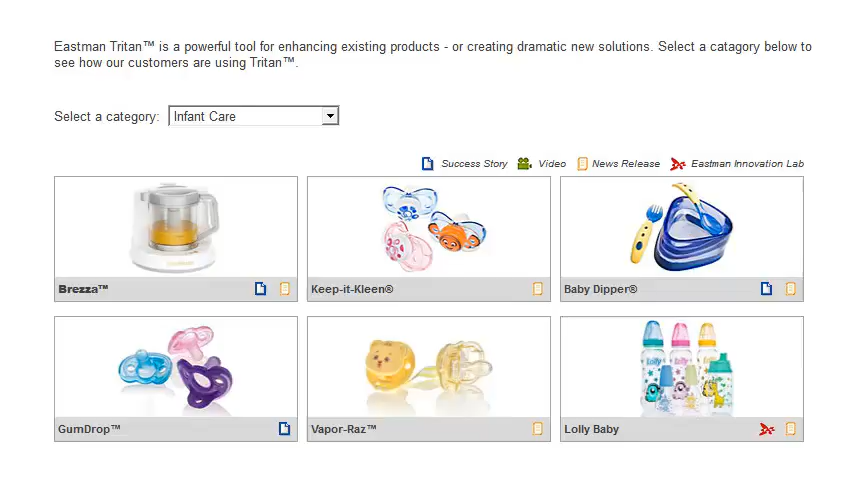 Eastman Tritan™ is a powerful tool for enhancing existing products - or creating dramatic new solutions. Select a catagory below to
see how our customers are using Tritan™.
Select a category: Infant Care
Success Story Video News Release Eastman Innovation Lab
Brezza™
Keep-it-Kleen®
Baby Dipper®
Lolly Lolly
GumDrop™
Vapor-Raz™
Lolly Baby